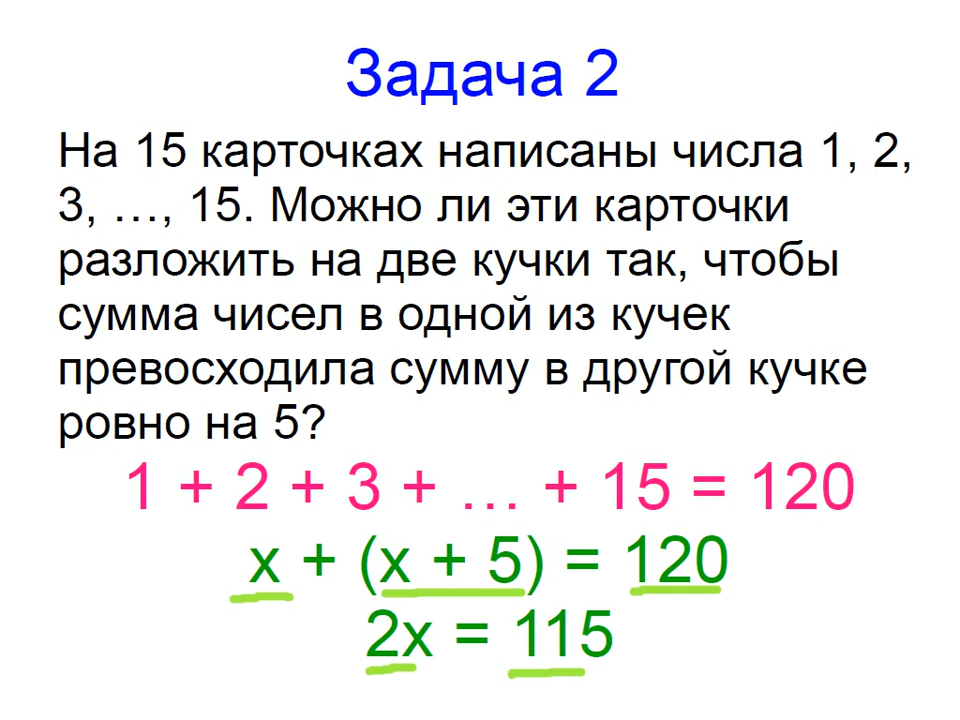 Задача 2
На 15 карточках написаны числа 1, 2,
3, …, 15. Можно ли эти карточки
разложить на две кучки так, чтобы
сумма чисел в одной из кучек
превосходила сумму в другой кучке
ровно на 5?
1 + 2 + 3 + … + 15 = 120
х + (х + 5) = 120
2х = 115